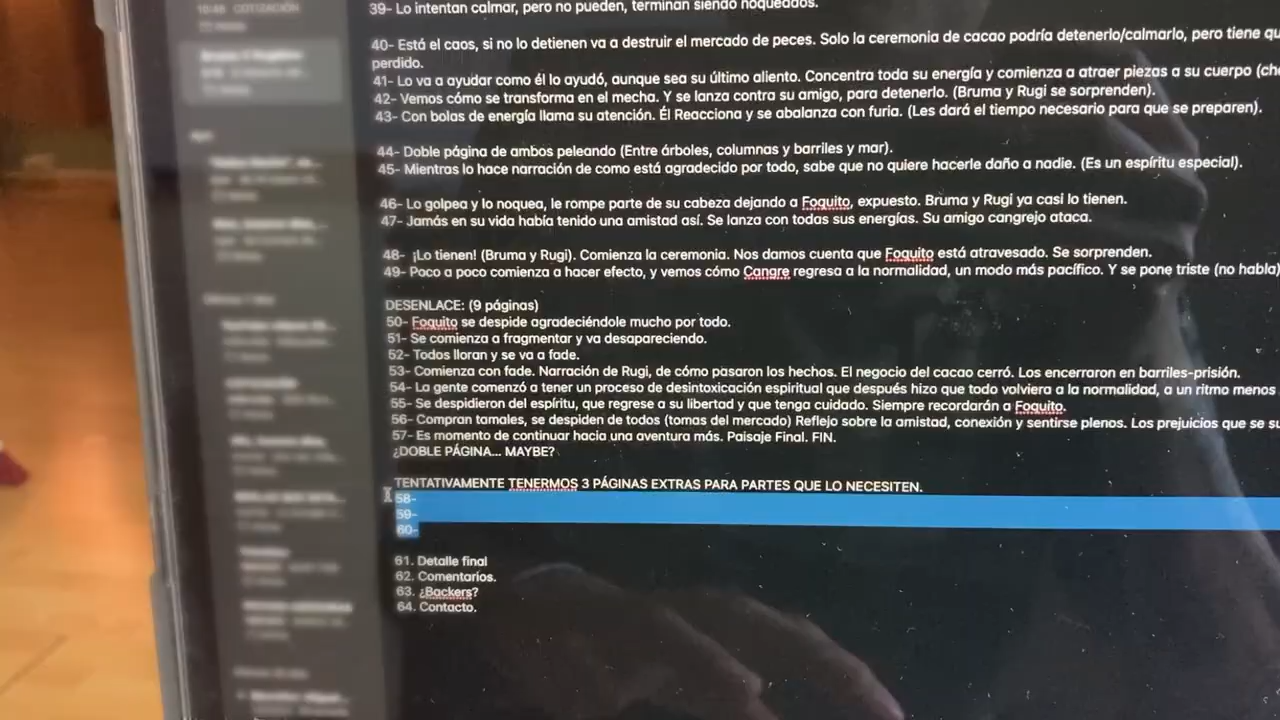 10:46 COTIZACIÓN
39- Lo intentan calmar, pero no pueden, terminan siendo noqueados.
40- Está el caos, si no lo detienen va a destruir el mercado de peces. Solo la ceremonia de cacao podría detenerlo/calmarlo, pero tiene qu
perdido.
41- Lo va a ayudar como él lo ayudó, aunque sea su último aliento. Concentra toda su energía y comienza a atraer piezas a su cuerpo (ch
42- Vemos cómo se transforma en el mecha. Y se lanza contra su amigo, para detenerlo. (Bruma y Rugi se sorprenden).
43- Con bolas de energía llama su atención. Él Reacciona y se abalanza con furia. (Les dará el tiempo necesario para que se preparen).
44- Doble página de ambos peleando (Entre árboles, columnas y barriles y mar).
45- Mientras lo hace narración de como está agradecido por todo, sabe que no quiere hacerle daño a nadie. (Es un espíritu especial).
46- Lo golpea y lo noquea, le rompe parte de su cabeza dejando a Foquito, expuesto. Bruma y Rugi ya casi lo tienen.
47- Jamás en su vida había tenido una amistad así. Se lanza con todas sus energías. Su amigo cangrejo ataca.
48- ¡Lo tienen! (Bruma y Rugi). Comienza la ceremonia. Nos damos cuenta que Foquito está atravesado. Se sorprenden.
49- Poco a poco comienza a hacer efecto, y vemos cómo Cangre regresa a la normalidad, un modo más pacífico. Y se pone triste (no habla)
DESENLACE: (9 páginas)
50- Foquito se despide agradeciéndole mucho por todo.
51- Se comienza a fragmentar y va desapareciendo.
52- Todos lloran y se va a fade.
53- Comienza con fade. Narración de Rugi, de cómo pasaron los hechos. El negocio del cacao cerró. Los encerraron en barriles-prisión.
54- La gente comenzó a tener un proceso de desintoxicación espiritual que después hizo que todo volviera a la normalidad, a un ritmo menos
55- Se despidieron del espíritu, que regrese a su libertad y que tenga cuidado. Siempre recordarán a Foquito.
56- Compran tamales, se despiden de todos (tomas del mercado) Reflejo sobre la amistad, conexión y sentirse plenos. Los prejuicios que se su
57- Es momento de continuar hacia una aventura más. Paisaje Final. FIN.
¿DOBLE PÁGINA... MAYBE?
TENTATIVAMENTE TENERMOS 3 PÁGINAS EXTRAS PARA PARTES QUE LO NECESITEN.
58-
59-
60-
61. Detalle final
62. Comentarios.
63. ¿Backers?
64. Contacto.